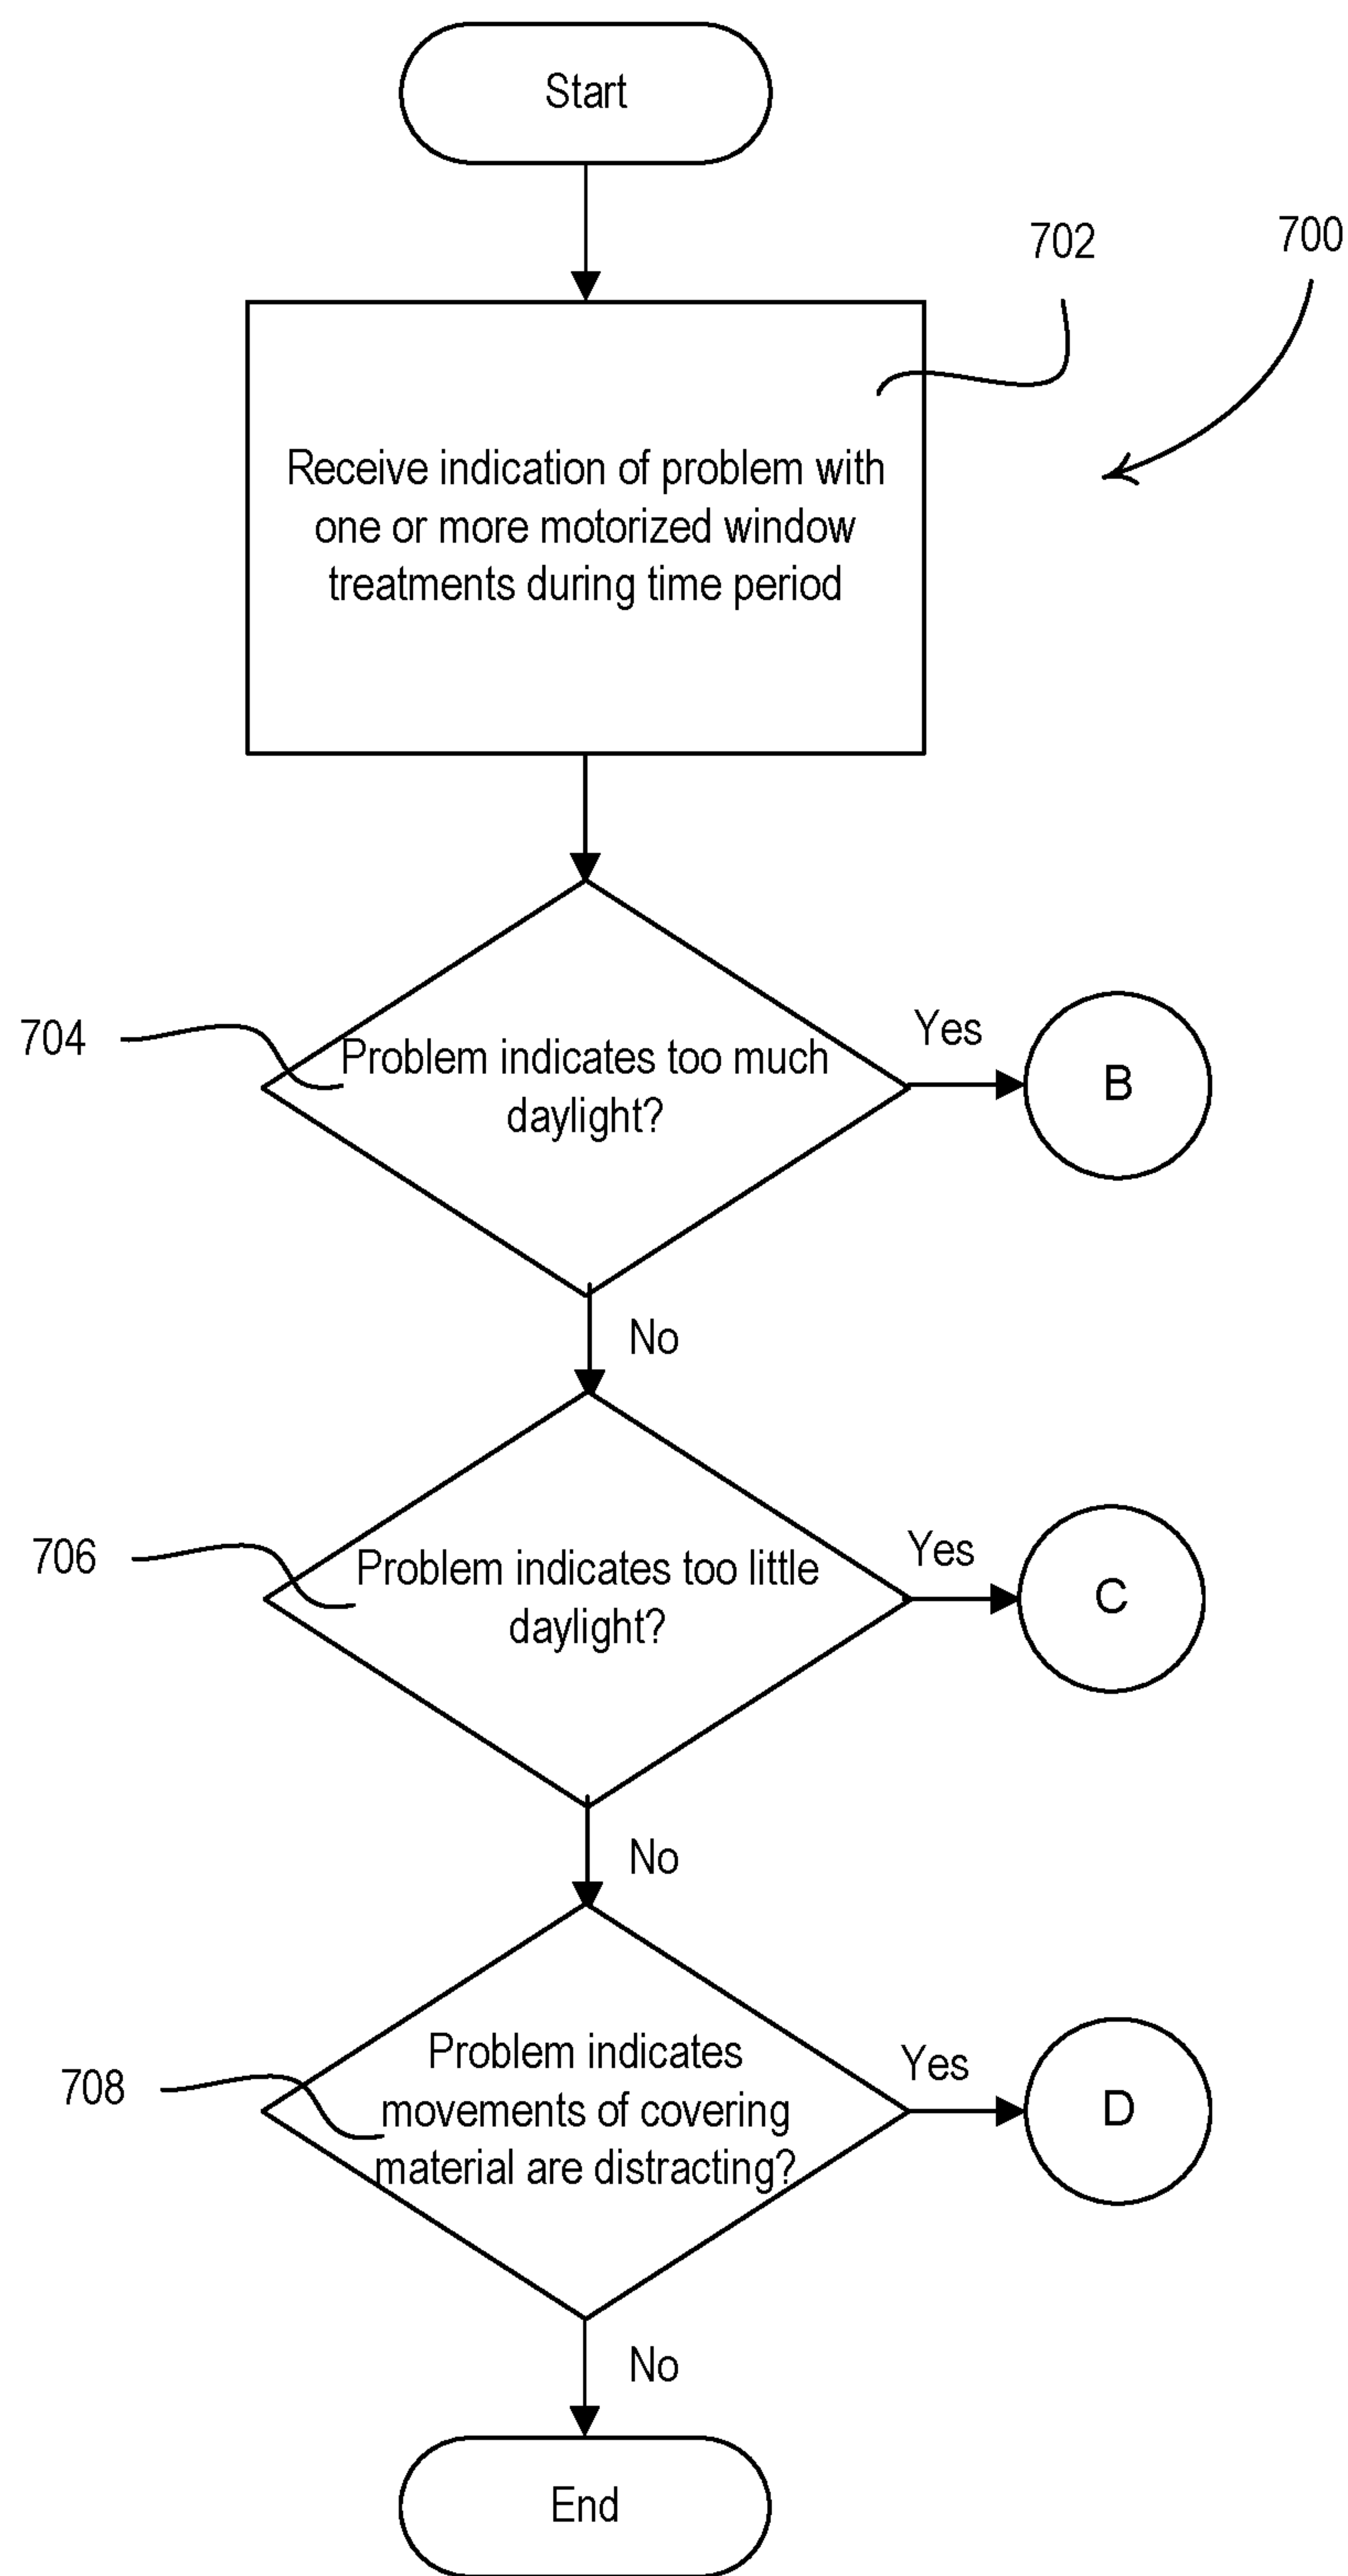 Start
702
700
Receive indication of problem with
one or more motorized window
treatments during time period
704
Problem indicates too much
daylight?
Yes
B
No
706
Problem indicates too little
daylight?
Yes
C
No
708
Problem indicates
movements of covering
material are distracting?
Yes
D
No
End